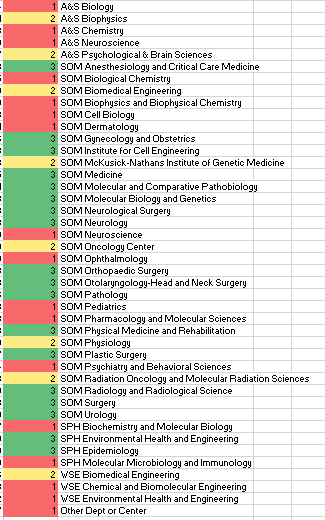 1 A&S Biology
2 A&S Biophysics
1 A&S Chemistry
1 A&S Neuroscience
2 A&S Psychological & Brain Sciences
3 SOM Anesthesiology and Critical Care Medicine
1 SOM Biological Chemistry
2 SOM Biomedical Engineering
1 SOM Biophysics and Biophysical Chemistry
1 SOM Cell Biology
1 SOM Dermatology
3 SOM Gynecology and Obstetrics
3 SOM Institute for Cell Engineering
2 SOM McKusick-Nathans Institute of Genetic Medicine
3 SOM Medicine
3 SOM Molecular and Comparative Pathobiology
3 SOM Molecular Biology and Genetics
3 SOM Neurological Surgery
3 SOM Neurology
1 SOM Neuroscience
2 SOM Oncology Center
1 SOM Ophthalmology
3 SOM Orthopaedic Surgery
3 SOM Otolaryngology-Head and Neck Surgery
3 SOM Pathology
1 SOM Pediatrics
1 SOM Pharmacology and Molecular Sciences
3 SOM Physical Medicine and Rehabilitation
2 SOM Physiology
3 SOM Plastic Surgery
1 SOM Psychiatry and Behavioral Sciences
2 SOM Radiation Oncology and Molecular Radiation Sciences
3 SOM Radiology and Radiological Science
3 SOM Surgery
3 SOM Urology
1 SPH Biochemistry and Molecular Biology
3 SPH Environmental Health and Engineering
3 SPH Epidemiology
1 SPH Molecular Microbiology and Immunology
2 WSE Biomedical Engineering
1 WSE Chemical and Biomolecular Engineering
1 WSE Environmental Health and Engineering
1 Other Dept or Center